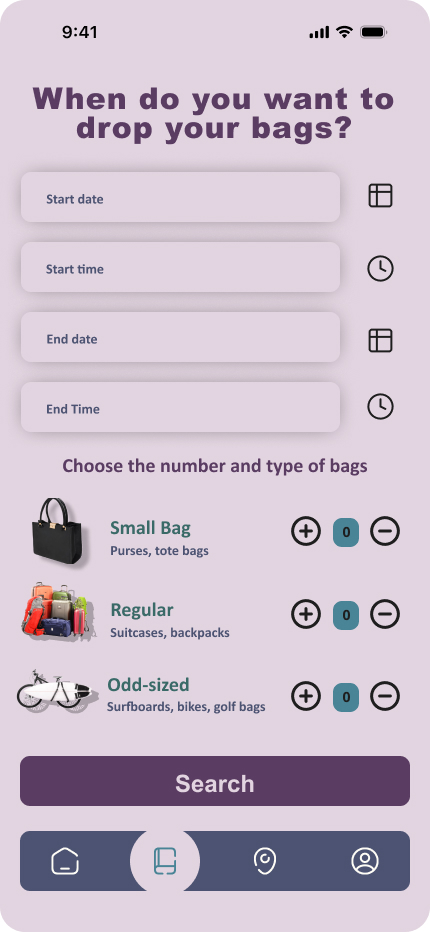 9:41
When do you want to
drop your bags?
Start date
Start time
End date
End Time
Choose the number and type of bags
Small Bag
Purses, tote bags
0
Regular
Suitcases, backpacks
0
Odd-sized
Surfboards, bikes, golf bags
0
Search